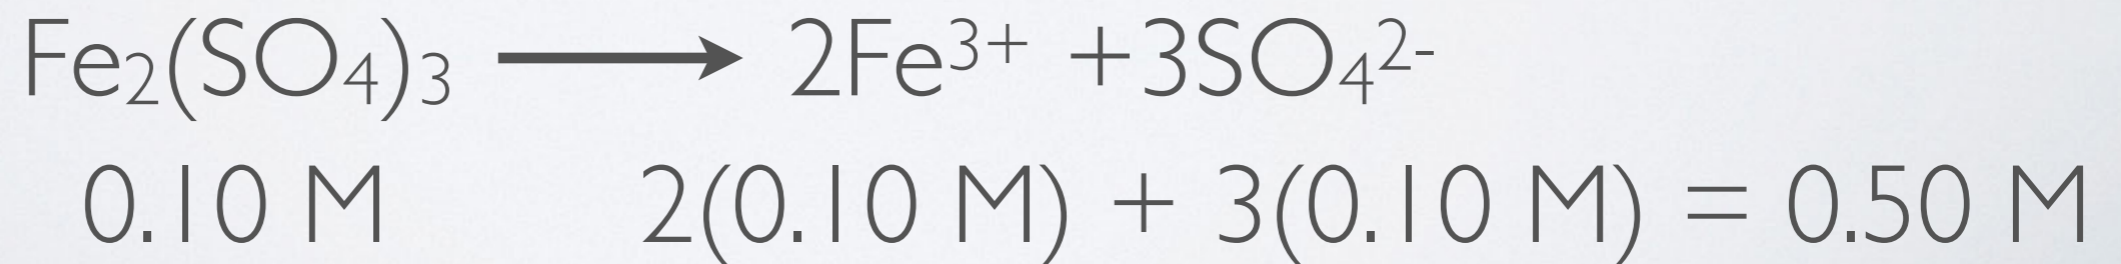 Fe₂(SO₄)₃ ⟶ 2Fe³⁺ +3SO₄²⁻
0.10 M 2(0.10 M) + 3(0.10 M) = 0.50 M